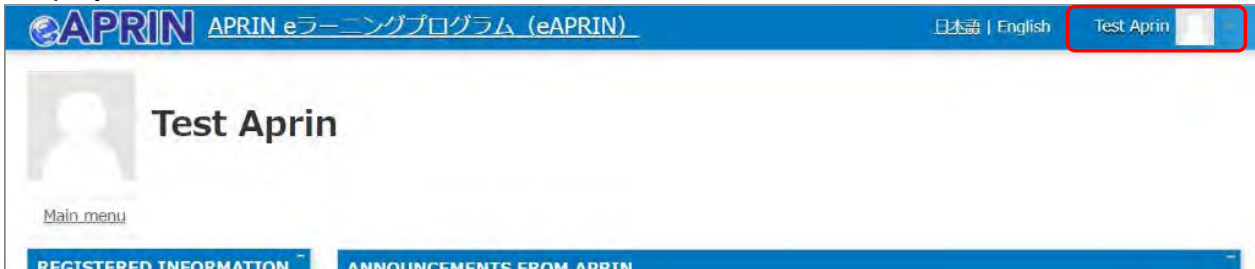 eAPRIN APRIN eラーニングプログラム（eAPRIN） 日本語 | English Test Aprin
Test Aprin
Main menu
REGISTERED INFORMATION ANNOUNCEMENTS FROM APRIN